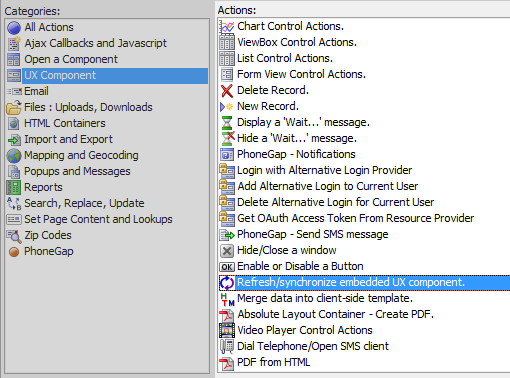 Categories:
All Actions
Ajax Callbacks and Javascript
Open a Component
UX Component
Email
Files : Uploads, Downloads
HTML Containers
Import and Export
Mapping and Geocoding
Popups and Messages
Reports
Search, Replace, Update
Set Page Content and Lookups
Zip Codes
PhoneGap
Actions:
Chart Control Actions.
ViewBox Control Actions.
List Control Actions.
Form View Control Actions.
Delete Record.
New Record.
Display a 'Wait...' message.
Hide a 'Wait...' message.
PhoneGap - Notifications
Login with Alternative Login Provider
Add Alternative Login to Current User
Delete Alternative Login for Current User
Get OAuth Access Token From Resource Provider
PhoneGap - Send SMS message
Hide/Close a window
OK Enable or Disable a Button
Refresh/synchronize embedded UX component.
HTM Merge data into client-side template.
Absolute Layout Container - Create PDF.
Video Player Control Actions
Dial Telephone/Open SMS client
PDF from HTML